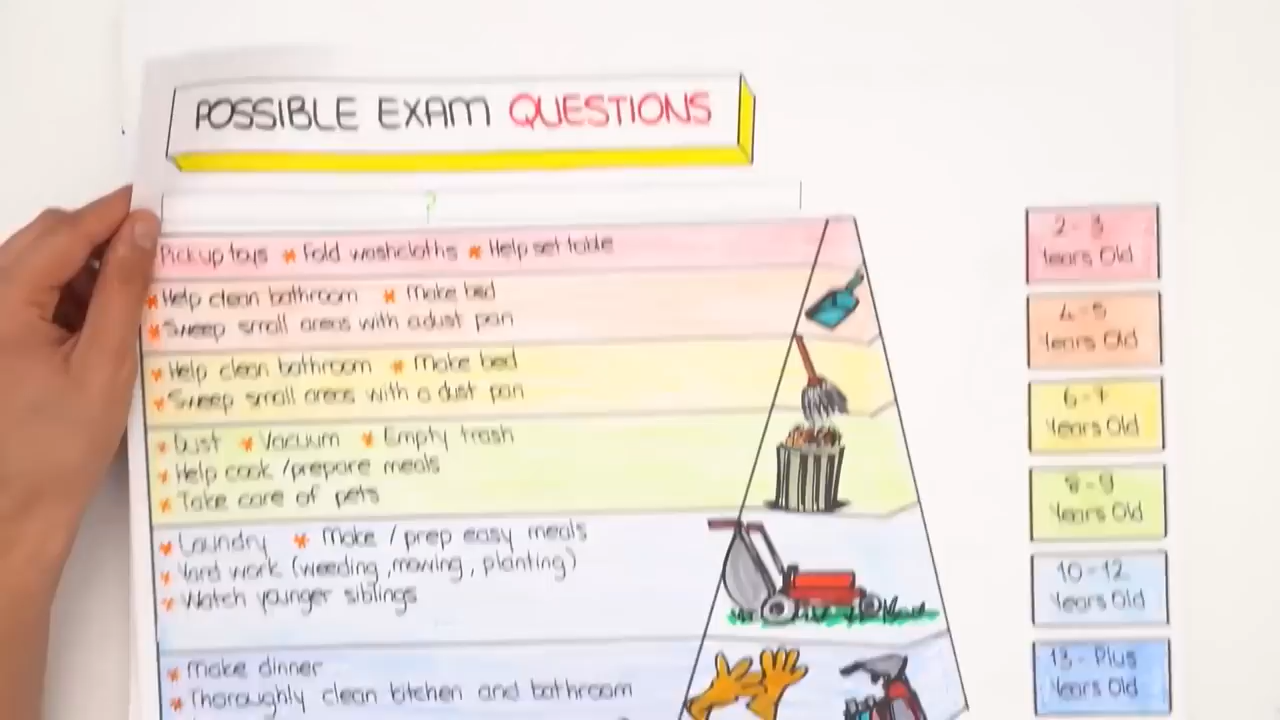 POSSIBLE EXAM QUESTIONS
?
Pick up toys * Fold washcloths * Help set table
* Help clean bathroom * Make bed
* Sweep small areas with a dust pan
* Help clean bathroom * Make bed
* Sweep small areas with a dust pan
* Dust * Vacuum * Empty trash
* Help cook / prepare meals
* Take care of pets
* Laundry * Make / prep easy meals
* Yard work (weeding, mowing, planting)
* Watch younger siblings
* Make dinner
* Thoroughly clean kitchen and bathroom
2 - 3
Years Old
4 - 5
Years Old
6 - 7
Years Old
8 - 9
Years Old
10 - 12
Years Old
13 - Plus
Years Old